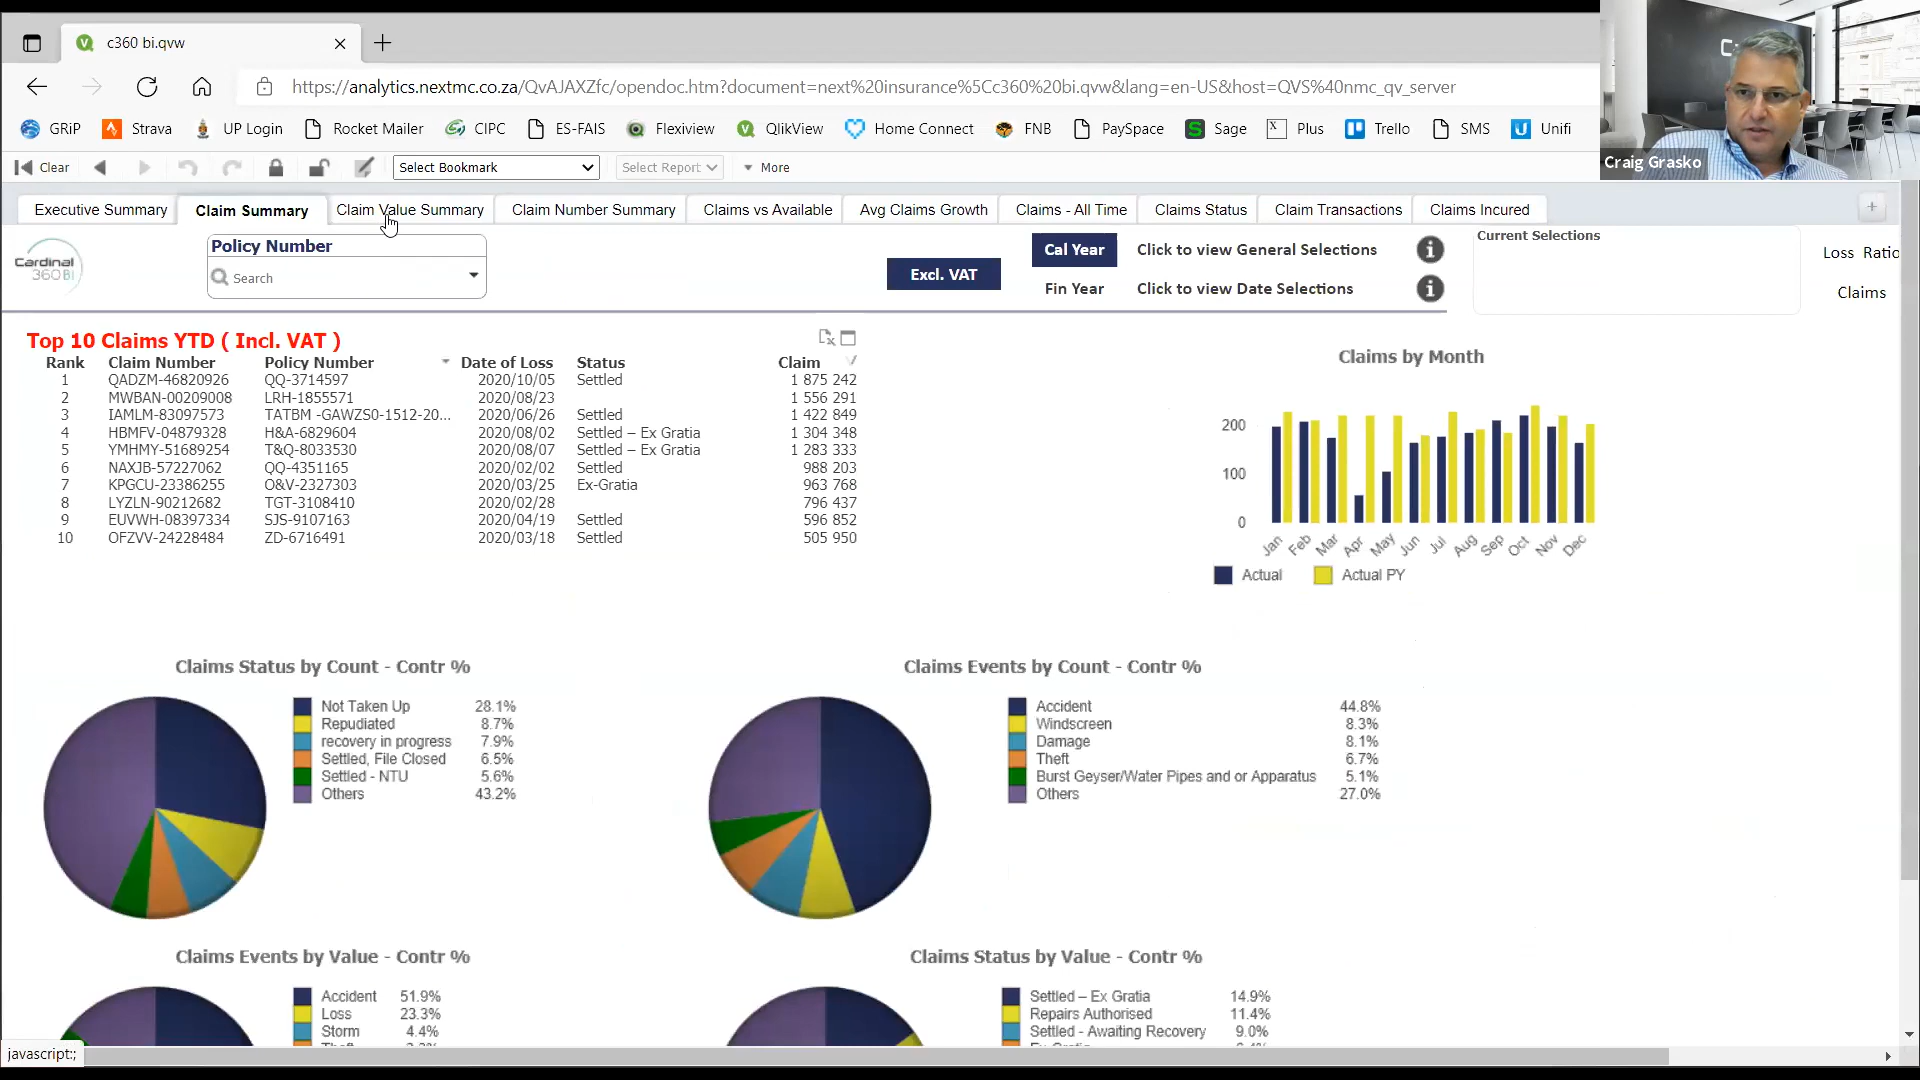 c360 bi.qvw
https://analytics.nextmc.co.za/QvAJAXZfc/opendoc.htm?document=next%20insurance%5Cc360%20bi.qvw&lang=en-US&host=QVS%40nmc_qv_server
GRiP Strava UP Login Rocket Mailer CIPC ES-FAIS Flexiview QlikView Home Connect FNB PaySpace Sage Plus Trello SMS Unifi
Craig Grasko
Clear Select Bookmark Select Report More
Executive Summary Claim Summary Claim Value Summary Claim Number Summary Claims vs Available Avg Claims Growth Claims - All Time Claims Status Claim Transactions Claims Incured
Cardinal
360BI
Policy Number
Search
Excl. VAT
Cal Year Click to view General Selections
Fin Year Click to view Date Selections
Current Selections
Loss Ratio
Claims
Top 10 Claims YTD ( Incl. VAT )
Rank Claim Number Policy Number Date of Loss Status Claim
1 QADZM-46820926 QQ-3714597 2020/10/05 Settled 1 875 242
2 MWBAN-00209008 LRH-1855571 2020/08/23 1 556 291
3 IAMLM-83097573 TATBM -GAWZS0-1512-20... 2020/06/26 Settled 1 422 849
4 HBMFV-04879328 H&A-6829604 2020/08/02 Settled – Ex Gratia 1 304 348
5 YMHMY-51689254 T&Q-8033530 2020/08/07 Settled – Ex Gratia 1 283 333
6 NAXJB-57227062 QQ-4351165 2020/02/02 Settled 988 203
7 KPGCU-23386255 O&V-2327303 2020/03/25 Ex-Gratia 963 768
8 LYZLN-90212682 TGT-3108410 2020/02/28 796 437
9 EUVWH-08397334 SJS-9107163 2020/04/19 Settled 596 852
10 OFZVV-24228484 ZD-6716491 2020/03/18 Settled 505 950
Claims by Month
200
100
0
Jan Feb Mar Apr May Jun Jul Aug Sep Oct Nov Dec
Actual Actual PY
Claims Status by Count - Contr %
Not Taken Up 28.1%
Repudiated 8.7%
recovery in progress 7.9%
Settled, File Closed 6.5%
Settled - NTU 5.6%
Others 43.2%
Claims Events by Count - Contr %
Accident 44.8%
Windscreen 8.3%
Damage 8.1%
Theft 6.7%
Burst Geyser/Water Pipes and or Apparatus 5.1%
Others 27.0%
Claims Events by Value - Contr %
Accident 51.9%
Loss 23.3%
Storm 4.4%
Claims Status by Value - Contr %
Settled – Ex Gratia 14.9%
Repairs Authorised 11.4%
Settled - Awaiting Recovery 9.0%
javascript:;